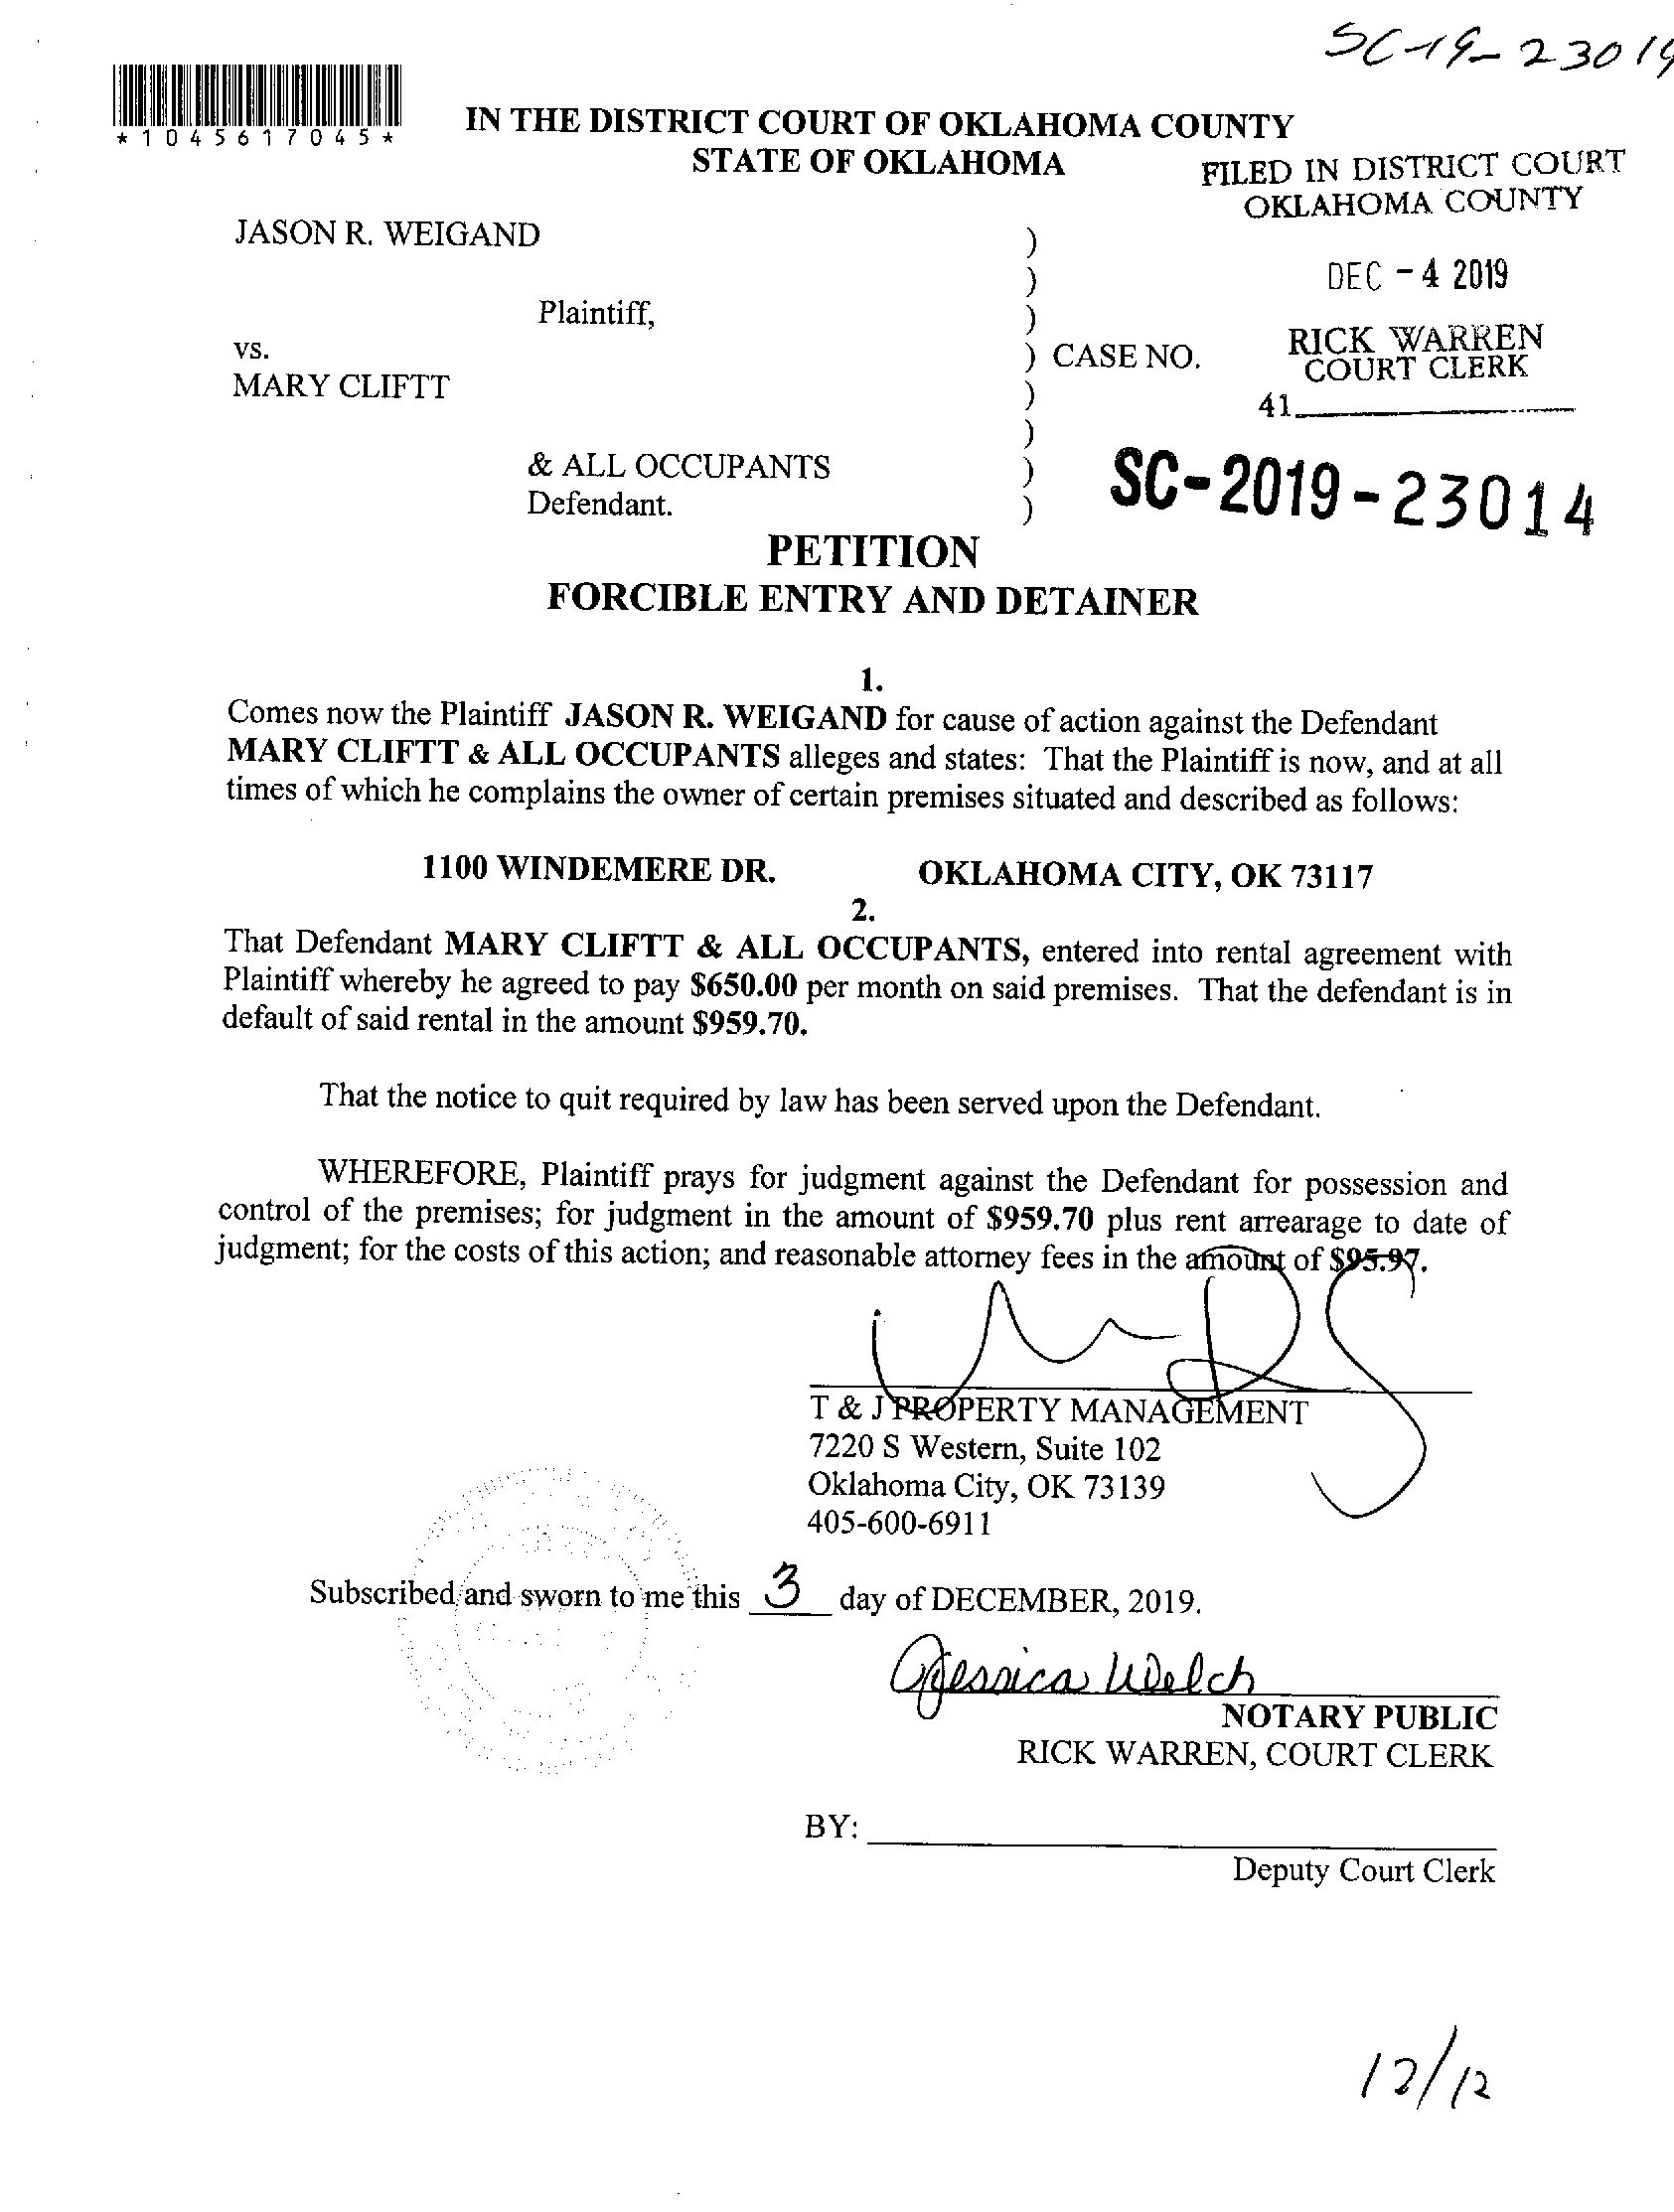 SC-19-23014
*1045617045*
IN THE DISTRICT COURT OF OKLAHOMA COUNTY
STATE OF OKLAHOMA
FILED IN DISTRICT COURT
OKLAHOMA COUNTY
JASON R. WEIGAND )
)
DEC - 4 2019
Plaintiff, )
RICK WARREN
COURT CLERK
vs. ) CASE NO.
MARY CLIFTT )
41
)
& ALL OCCUPANTS )
Defendant. )
SC-2019-23014
PETITION
FORCIBLE ENTRY AND DETAINER
1.
Comes now the Plaintiff JASON R. WEIGAND for cause of action against the Defendant
MARY CLIFTT & ALL OCCUPANTS alleges and states: That the Plaintiff is now, and at all
times of which he complains the owner of certain premises situated and described as follows:
1100 WINDEMERE DR. OKLAHOMA CITY, OK 73117
2.
That Defendant MARY CLIFTT & ALL OCCUPANTS, entered into rental agreement with
Plaintiff whereby he agreed to pay $650.00 per month on said premises. That the defendant is in
default of said rental in the amount $959.70.
That the notice to quit required by law has been served upon the Defendant.
WHEREFORE, Plaintiff prays for judgment against the Defendant for possession and
control of the premises; for judgment in the amount of $959.70 plus rent arrearage to date of
judgment; for the costs of this action; and reasonable attorney fees in the amount of $95.97.
T & J PROPERTY MANAGEMENT
7220 S Western, Suite 102
Oklahoma City, OK 73139
405-600-6911
Subscribed and sworn to me this 3 day of DECEMBER, 2019.
Jessica Welch
NOTARY PUBLIC
RICK WARREN, COURT CLERK
BY:
Deputy Court Clerk
12/12